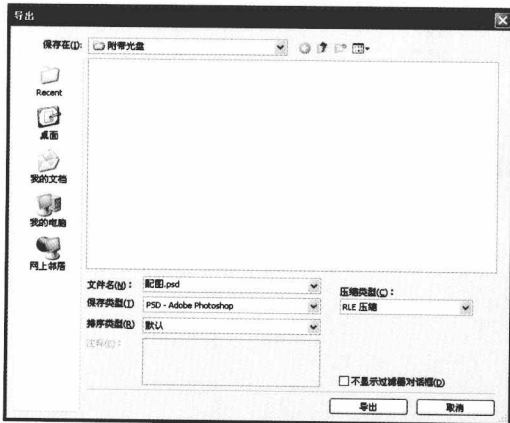 导出
保存在(I): 附带光盘
Recent
桌面
我的文档
我的电脑
网上邻居
文件名(N): 配图.psd
保存类型(T) PSD - Adobe Photoshop
排序类型(R) 默认
注释(E):
压缩类型(C):
RLE 压缩
不显示过滤器对话框(D)
导出
取消